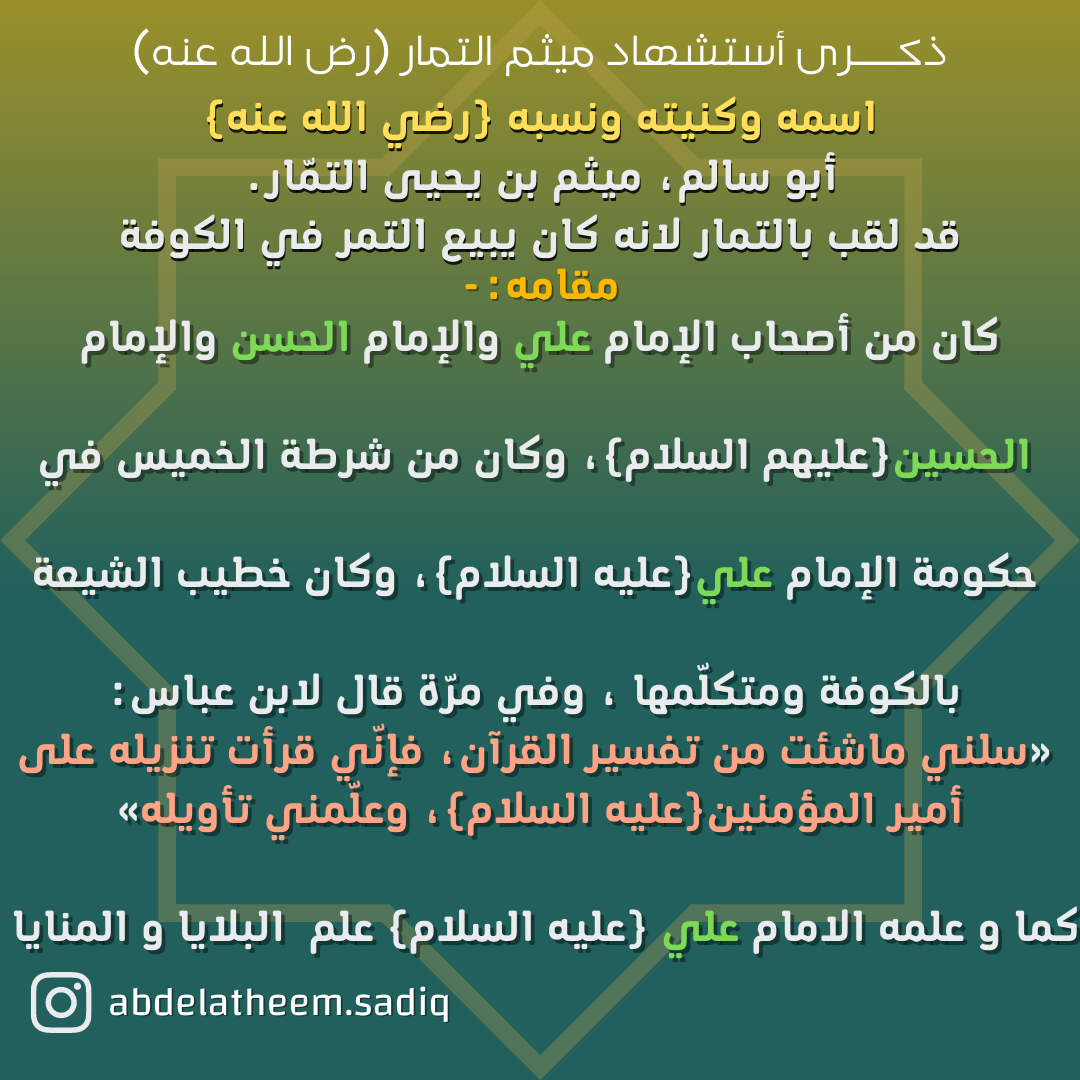 ذكـــرى أستشهاد ميثم التمار (رض الله عنه)
اسمه وكنيته ونسبه {رضي الله عنه}
أبو سالم، ميثم بن يحيى التمّار.
قد لقب بالتمار لانه كان يبيع التمر في الكوفة
مقامه:-
كان من أصحاب الإمام علي والإمام الحسن والإمام
الحسين{عليهم السلام}، وكان من شرطة الخميس في
حكومة الإمام علي{عليه السلام}، وكان خطيب الشيعة
بالكوفة ومتكلّمها ، وفي مرّة قال لابن عباس:
«سلني ماشئت من تفسير القرآن، فإنّي قرأت تنزيله على
أمير المؤمنين{عليه السلام}، وعلّمني تأويله»
كما و علمه الامام علي {عليه السلام} علم البلايا و المنايا
abdelatheem.sadiq